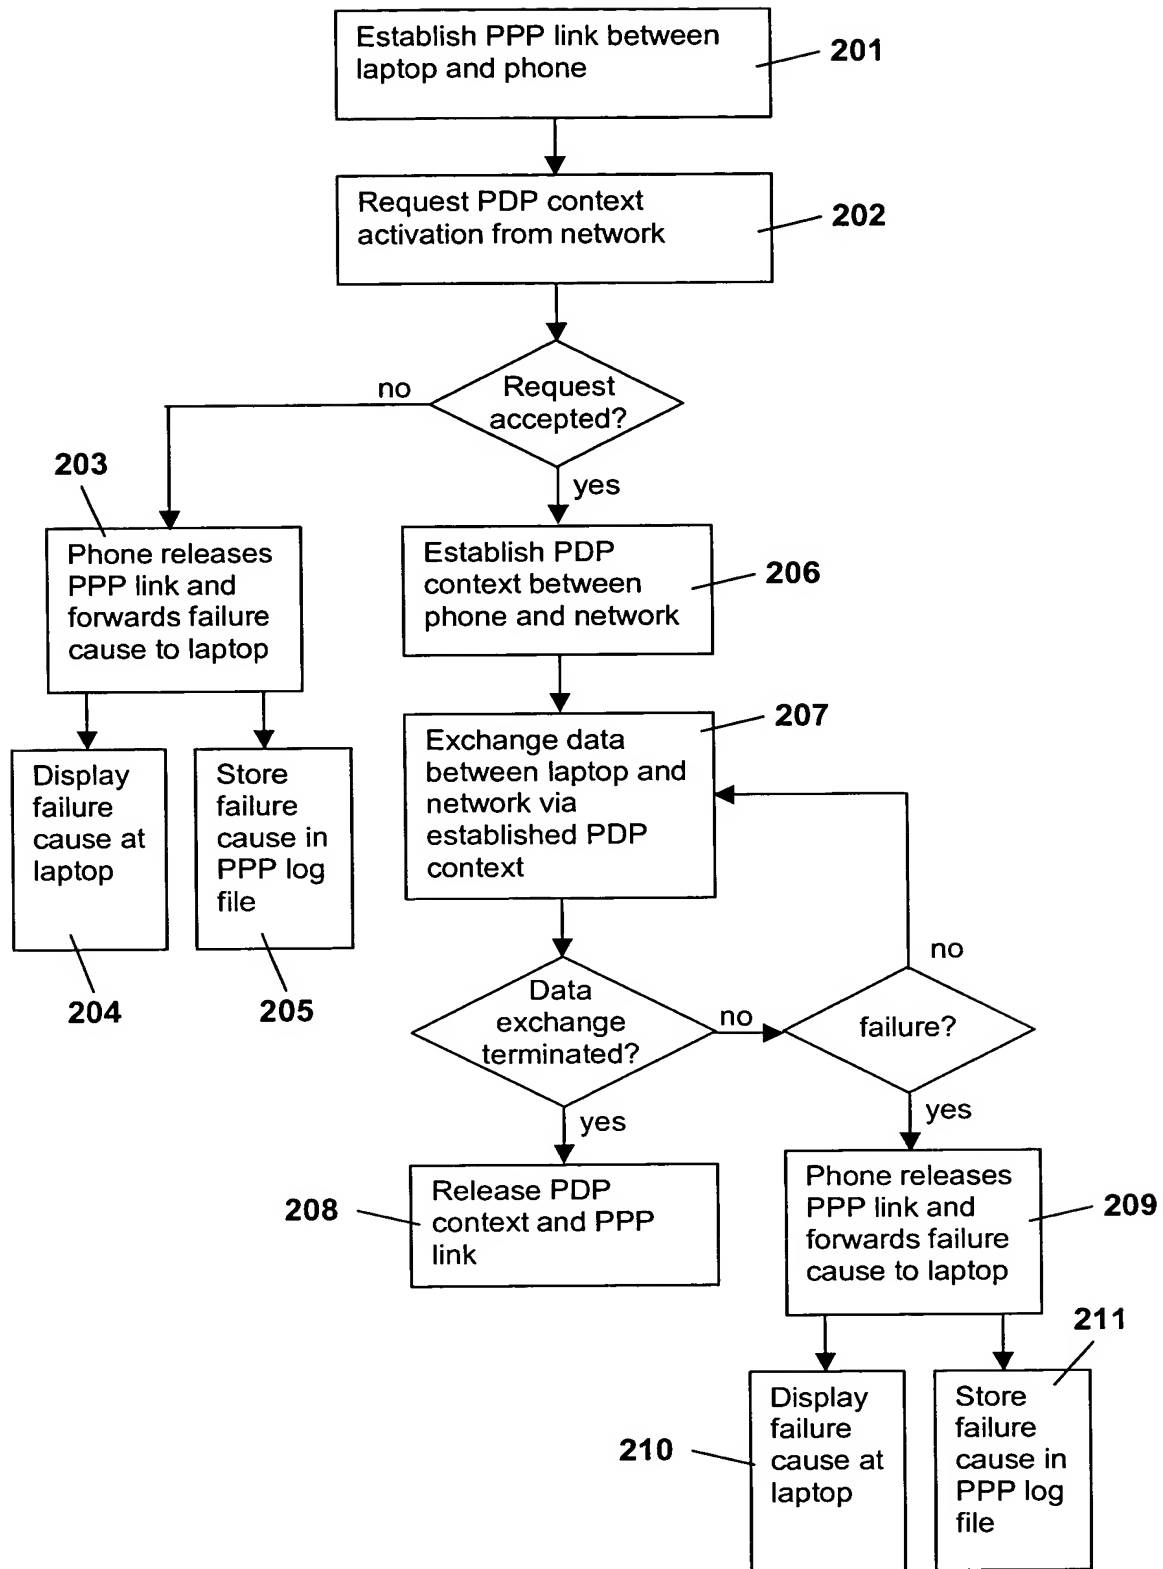 Establish PPP link between
laptop and phone
201
Request PDP context
activation from network
202
Request
accepted?
no
yes
203
Phone releases
PPP link and
forwards failure
cause to laptop
Establish PDP
context between
phone and network
206
Display
failure
cause at
laptop
204
Store
failure
cause in
PPP log
file
205
207
Exchange data
between laptop and
network via
established PDP
context
Data
exchange
terminated?
no
yes
failure?
no
yes
208
Release PDP
context and PPP
link
Phone releases
PPP link and
forwards failure
cause to laptop
209
210
Display
failure
cause at
laptop
211
Store
failure
cause in
PPP log
file